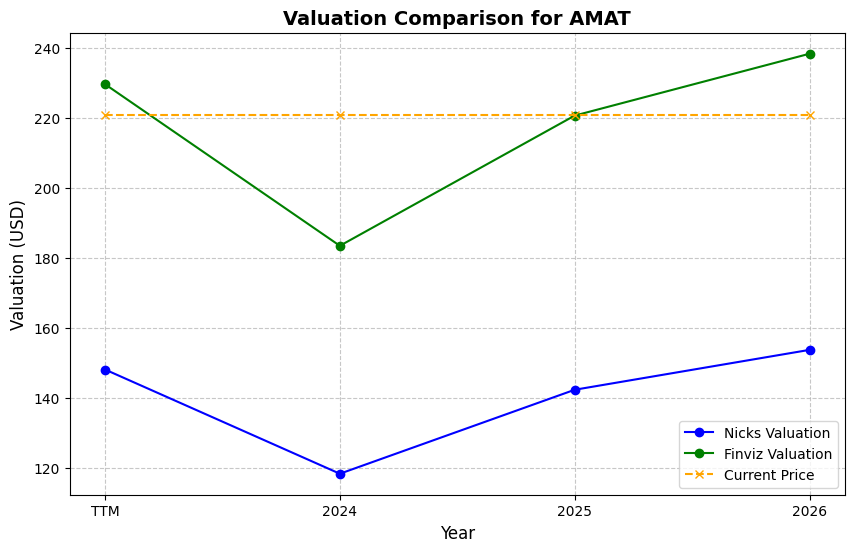 Valuation Comparison for AMAT
Valuation (USD)
240
220
200
180
160
140
120
TTM
2024
2025
2026
Year
Nicks Valuation
Finviz Valuation
Current Price